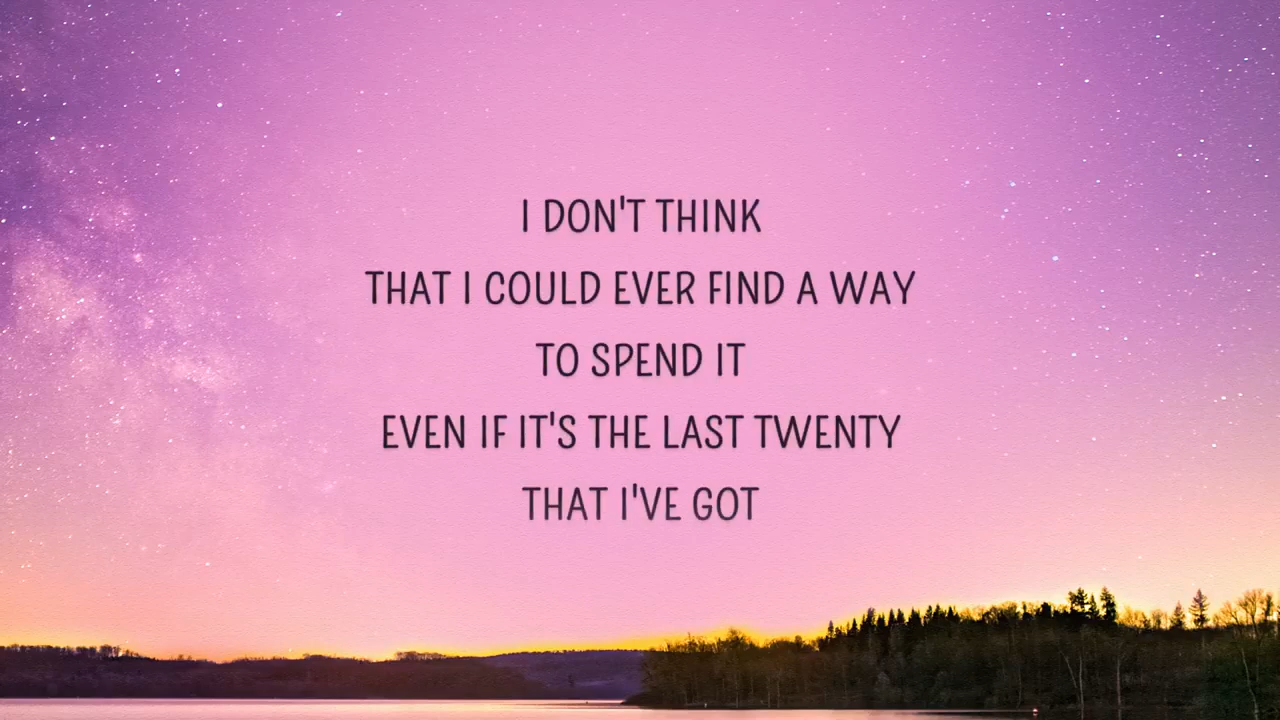 I DON'T THINK
THAT I COULD EVER FIND A WAY
TO SPEND IT
EVEN IF IT'S THE LAST TWENTY
THAT I'VE GOT